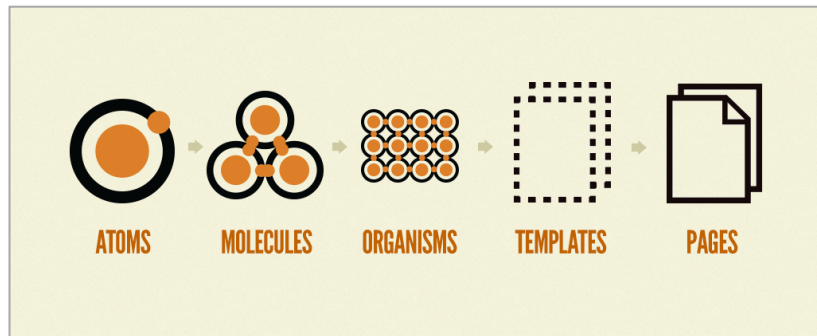 ATOMS
MOLECULES
ORGANISMS
TEMPLATES
PAGES